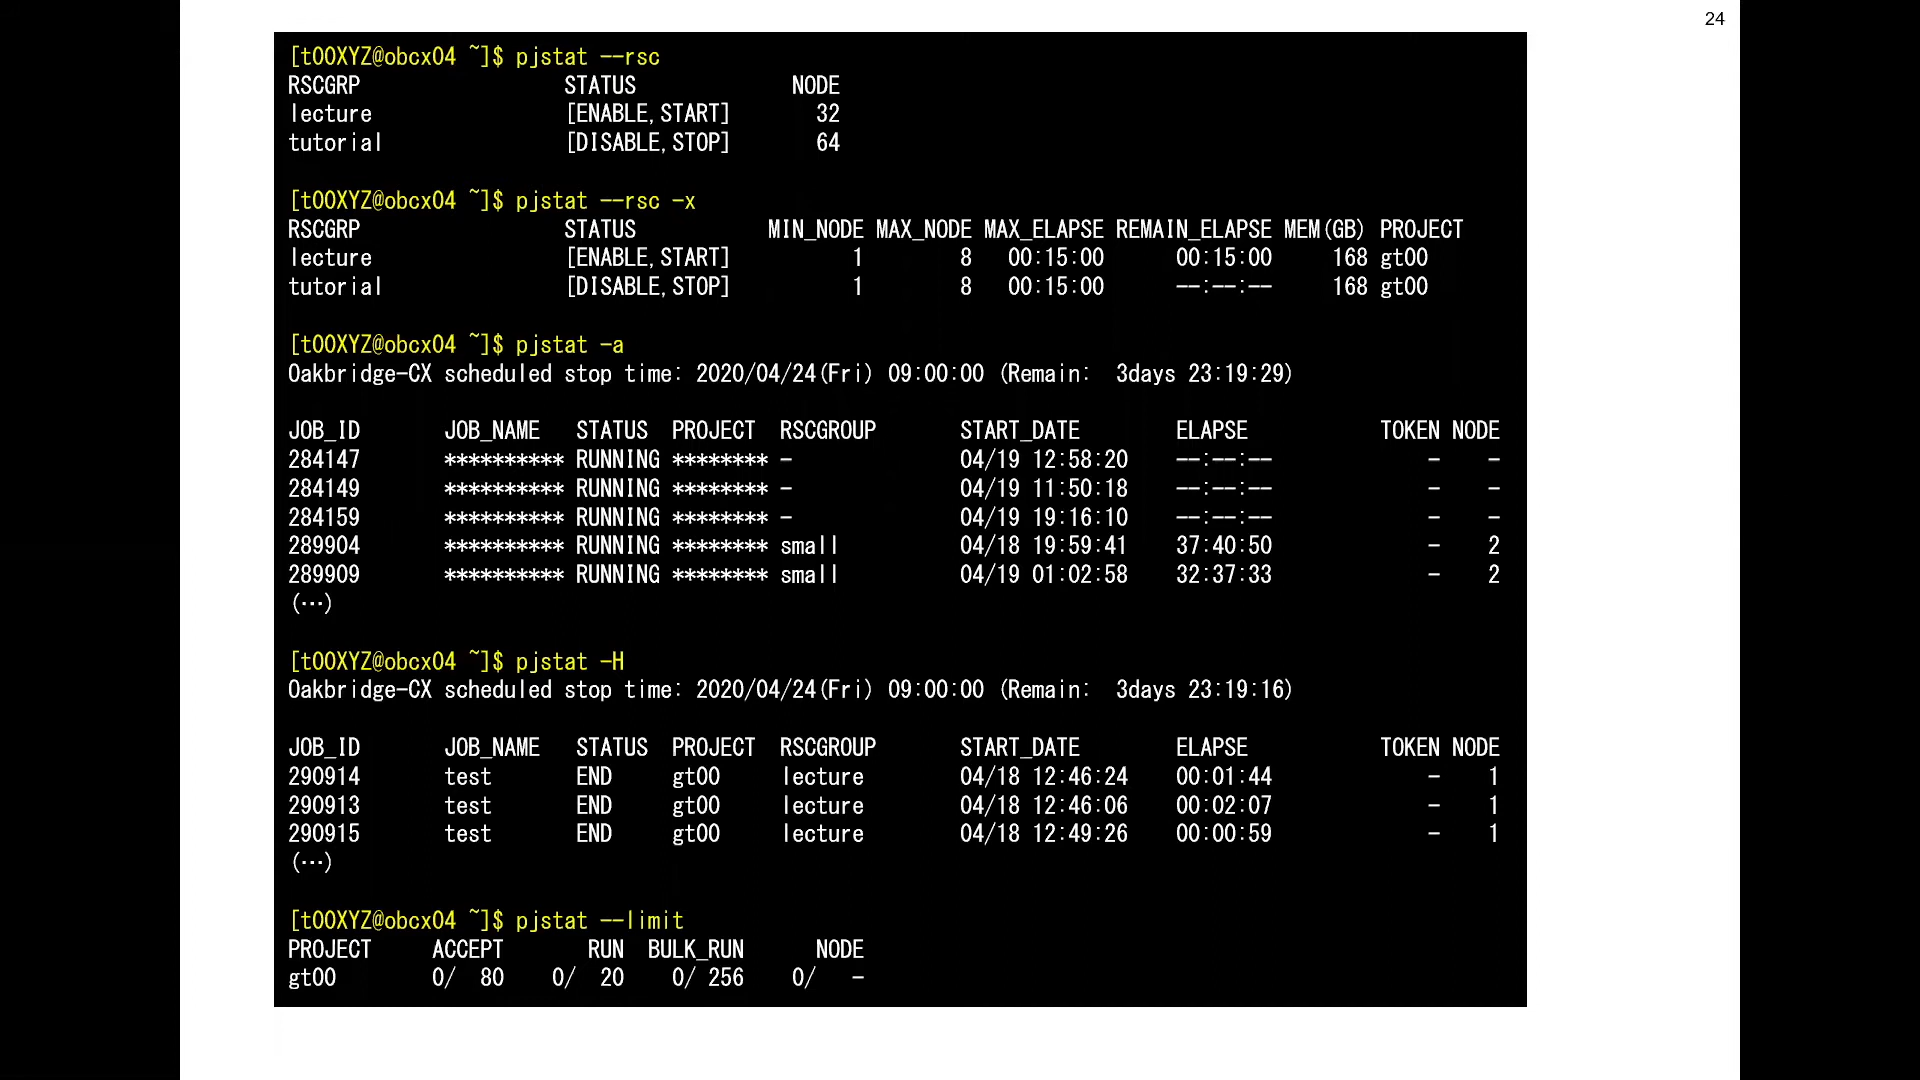 24
[t00XYZ@obcx04 ~]$ pjstat --rsc
RSCGRP STATUS NODE
lecture [ENABLE,START] 32
tutorial [DISABLE,STOP] 64
[t00XYZ@obcx04 ~]$ pjstat --rsc -x
RSCGRP STATUS MIN_NODE MAX_NODE MAX_ELAPSE REMAIN_ELAPSE MEM(GB) PROJECT
lecture [ENABLE,START] 1 8 00:15:00 00:15:00 168 gt00
tutorial [DISABLE,STOP] 1 8 00:15:00 --:--:-- 168 gt00
[t00XYZ@obcx04 ~]$ pjstat -a
Oakbridge-CX scheduled stop time: 2020/04/24(Fri) 09:00:00 (Remain: 3days 23:19:29)
JOB_ID JOB_NAME STATUS PROJECT RSCGROUP START_DATE ELAPSE TOKEN NODE
284147 ********** RUNNING ******** - 04/19 12:58:20 --:--:-- - -
284149 ********** RUNNING ******** - 04/19 11:50:18 --:--:-- - -
284159 ********** RUNNING ******** - 04/19 19:16:10 --:--:-- - -
289904 ********** RUNNING ******** small 04/18 19:59:41 37:40:50 - 2
289909 ********** RUNNING ******** small 04/19 01:02:58 32:37:33 - 2
(…)
[t00XYZ@obcx04 ~]$ pjstat -H
Oakbridge-CX scheduled stop time: 2020/04/24(Fri) 09:00:00 (Remain: 3days 23:19:16)
JOB_ID JOB_NAME STATUS PROJECT RSCGROUP START_DATE ELAPSE TOKEN NODE
290914 test END gt00 lecture 04/18 12:46:24 00:01:44 - 1
290913 test END gt00 lecture 04/18 12:46:06 00:02:07 - 1
290915 test END gt00 lecture 04/18 12:49:26 00:00:59 - 1
(…)
[t00XYZ@obcx04 ~]$ pjstat --limit
PROJECT ACCEPT RUN BULK_RUN NODE
gt00 0/ 80 0/ 20 0/ 256 0/ -